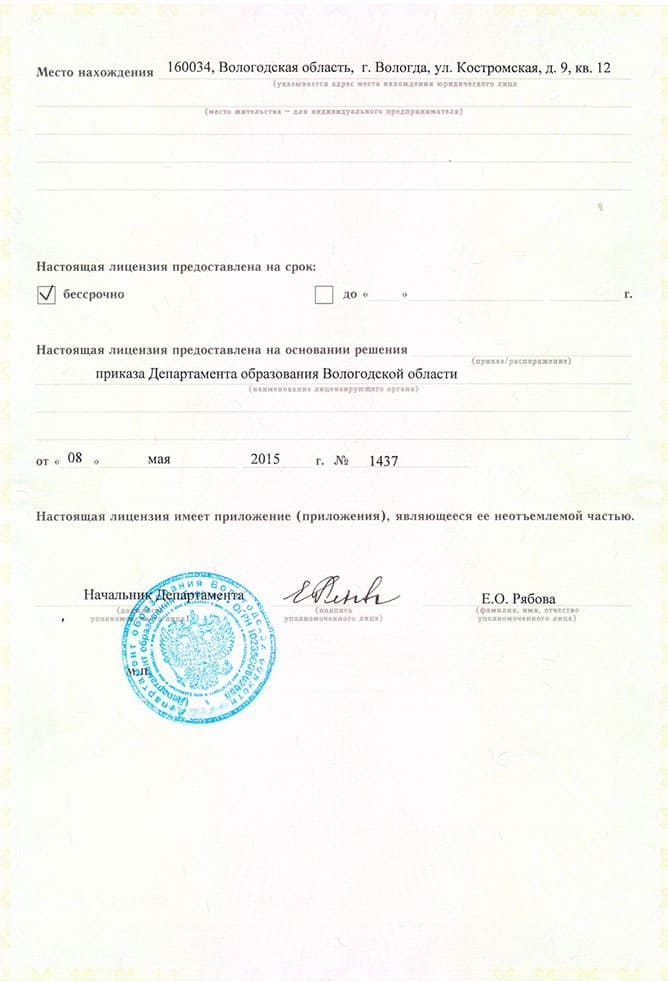 Место нахождения 160034, Вологодская область, г. Вологда, ул. Костромская, д. 9, кв. 12
(указывается адрес места нахождения юридического лица
(место жительства – для индивидуального предпринимателя)
Настоящая лицензия предоставлена на срок:
бессрочно до « » г.
Настоящая лицензия предоставлена на основании решения
(приказ/распоряжение)
приказа Департамента образования Вологодской области
(наименование лицензирующего органа)
от « 08 » мая 2015 г. № 1437
Настоящая лицензия имеет приложение (приложения), являющееся ее неотъемлемой частью.
Начальник Департамента Е.О. Рябова
(должность (подпись (фамилия, имя, отчество
уполномоченного лица) уполномоченного лица) уполномоченного лица)
М.П.
Департамент образования Вологодской области